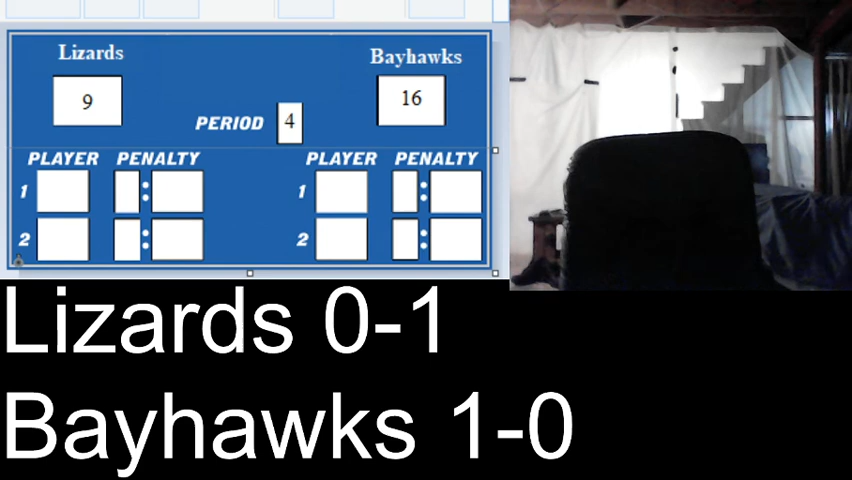 Lizards
Bayhawks
9
16
PERIOD 4
PLAYER PENALTY PLAYER PENALTY
1 : 1 :
2 : 2 :
Lizards 0-1
Bayhawks 1-0